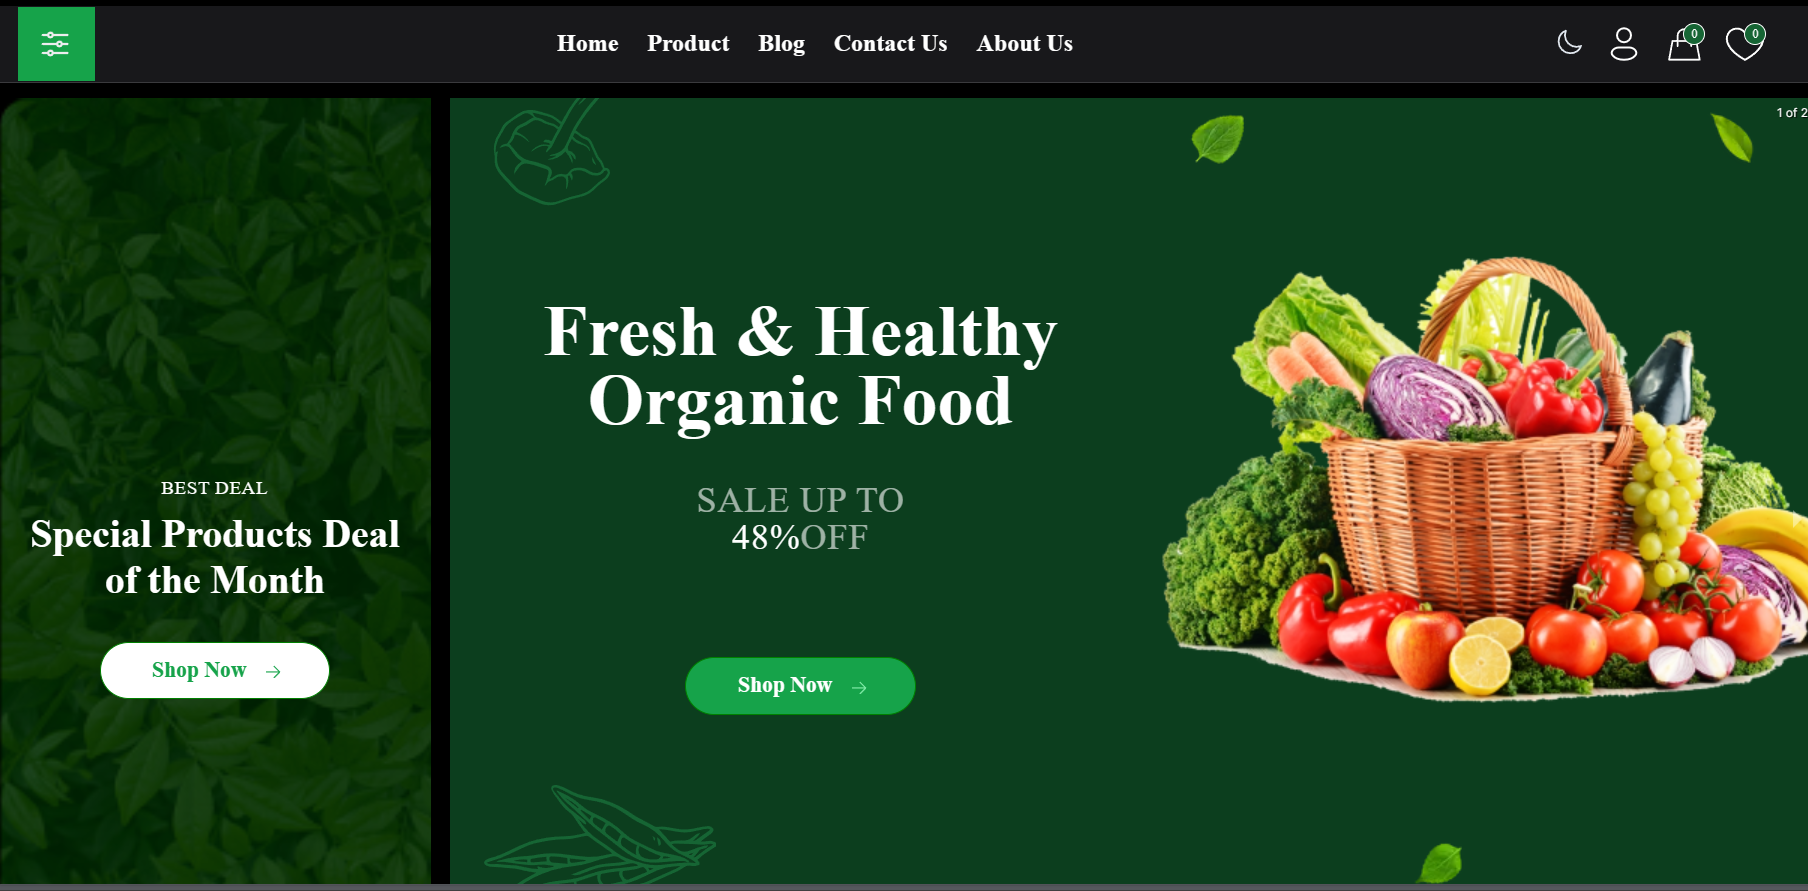 Home Product Blog Contact Us About Us
0 0
1 of 2
BEST DEAL
Special Products Deal
of the Month
Shop Now
Fresh & Healthy
Organic Food
SALE UP TO
48%OFF
Shop Now